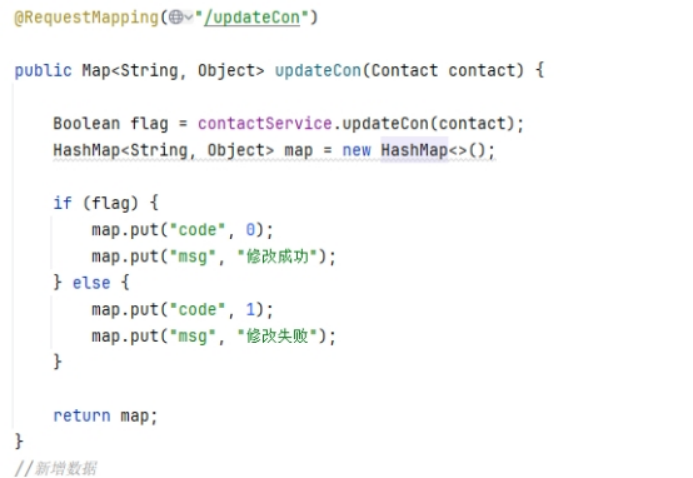 @RequestMapping("/updateCon")
public Map<String, Object> updateCon(Contact contact) {
Boolean flag = contactService.updateCon(contact);
HashMap<String, Object> map = new HashMap<>();
if (flag) {
map.put("code", 0);
map.put("msg", "修改成功");
} else {
map.put("code", 1);
map.put("msg", "修改失败");
}
return map;
}
//新增数据